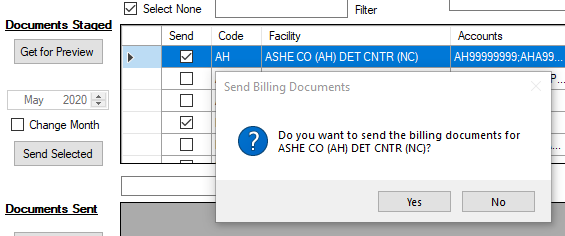 Select None
Filter
Documents Staged
Get for Preview
May 2020
Change Month
Send Selected
Documents Sent
Send Code Facility Accounts
AH ASHE CO (AH) DET CNTR (NC) AH99999999;AHA99...
Send Billing Documents
Do you want to send the billing documents for
ASHE CO (AH) DET CNTR (NC)?
Yes No